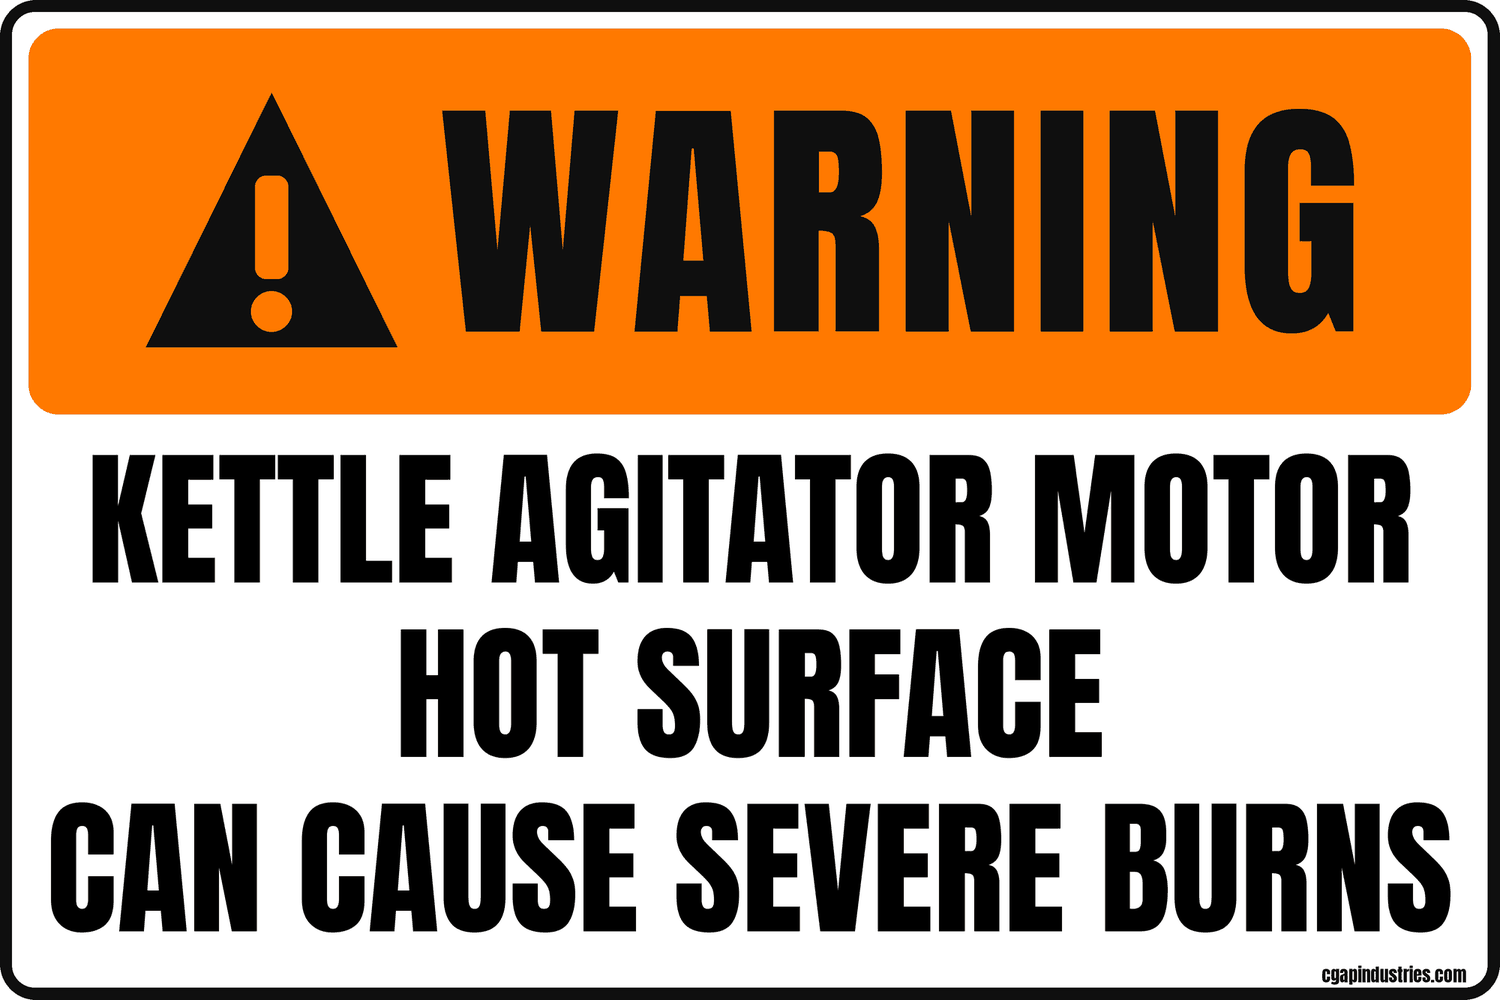 WARNING
KETTLE AGITATOR MOTOR
HOT SURFACE
CAN CAUSE SEVERE BURNS
cgapindustries.com